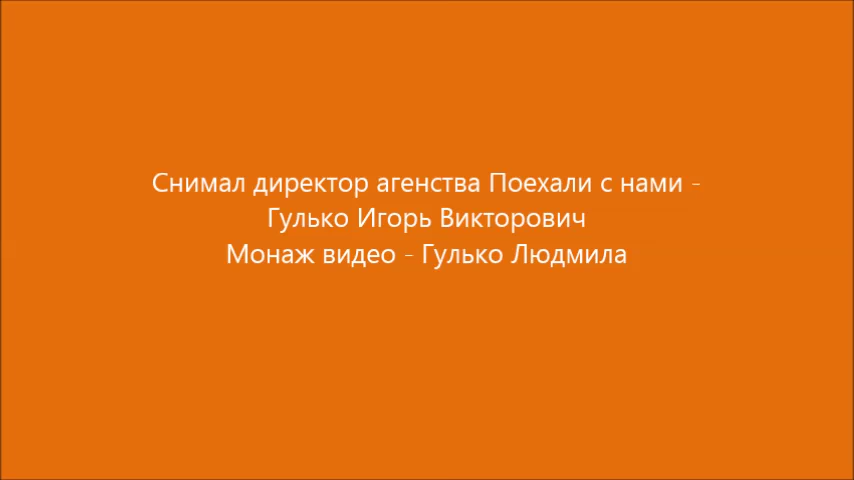 Снимал директор агенства Поехали с нами -
Гулько Игорь Викторович
Монаж видео - Гулько Людмила